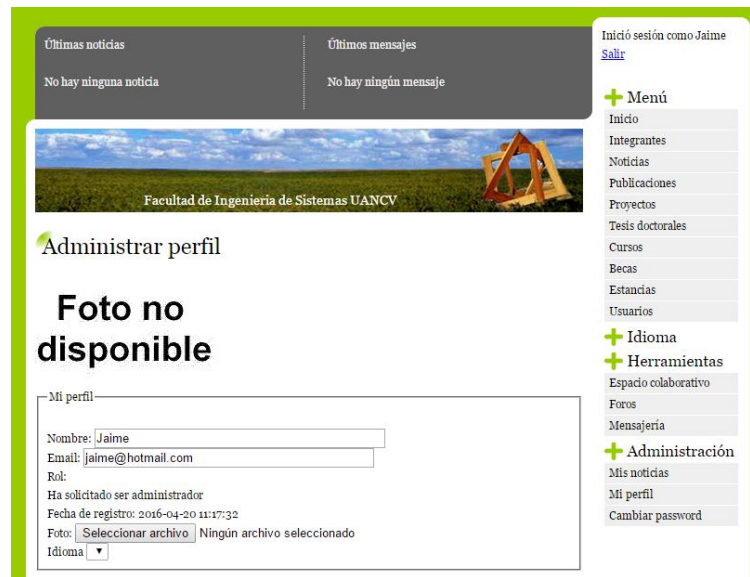 Últimas noticias
Últimos mensajes
No hay ninguna noticia
No hay ningún mensaje
Facultad de Ingenieria de Sistemas UANCV
Administrar perfil
Foto no
disponible
Mi perfil
Nombre: Jaime
Email: jaime@hotmail.com
Rol:
Ha solicitado ser administrador
Fecha de registro: 2016-04-20 11:17:32
Foto: Seleccionar archivo Ningún archivo seleccionado
Idioma
Inició sesión como Jaime
Salir
Menú
Inicio
Integrantes
Noticias
Publicaciones
Proyectos
Tesis doctorales
Cursos
Becas
Estancias
Usuarios
Idioma
Herramientas
Espacio colaborativo
Foros
Mensajería
Administración
Mis noticias
Mi perfil
Cambiar password